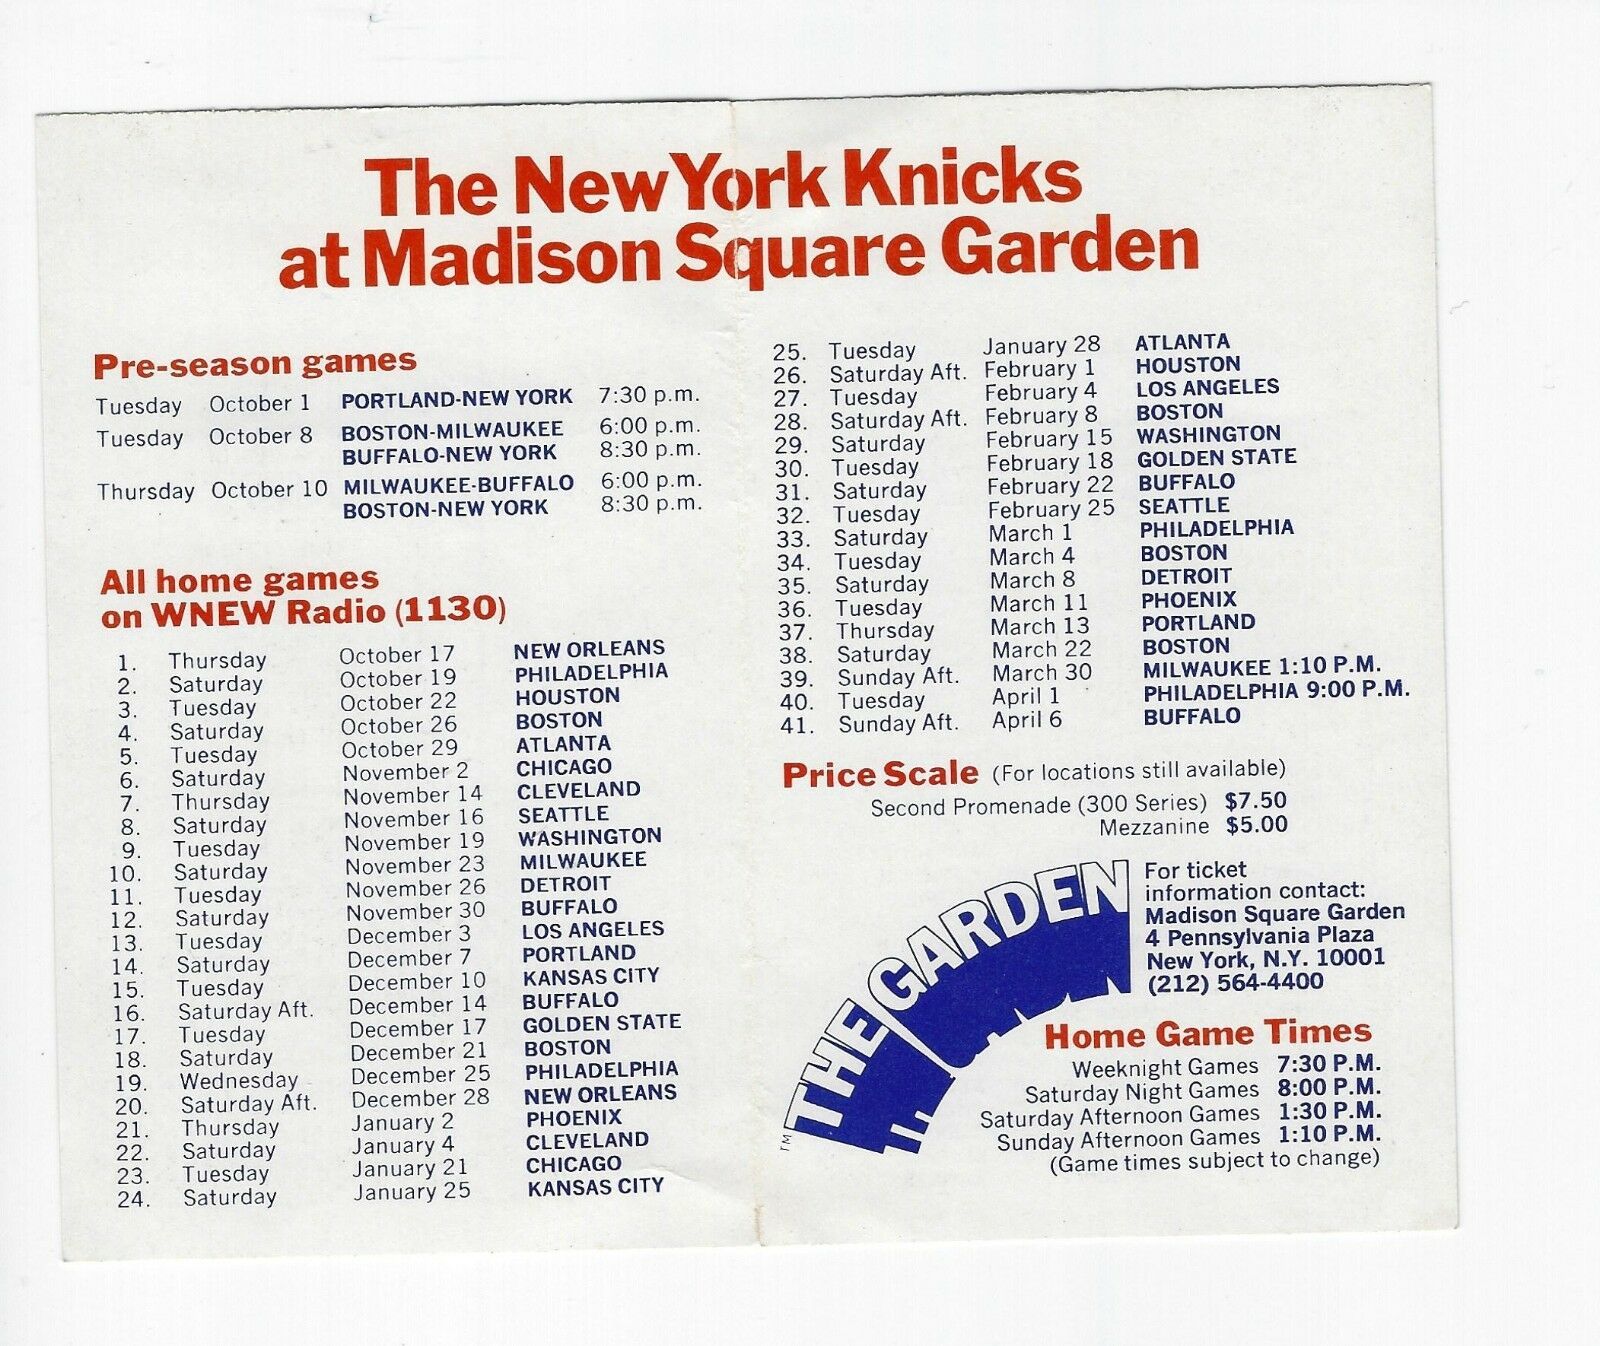 The New York Knicks
at Madison Square Garden
Pre-season games
Tuesday October 1 PORTLAND-NEW YORK 7:30 p.m.
Tuesday October 8 BOSTON-MILWAUKEE 6:00 p.m.
BUFFALO-NEW YORK 8:30 p.m.
Thursday October 10 MILWAUKEE-BUFFALO 6:00 p.m.
BOSTON-NEW YORK 8:30 p.m.
All home games
on WNEW Radio (1130)
1. Thursday October 17 NEW ORLEANS
2. Saturday October 19 PHILADELPHIA
3. Tuesday October 22 HOUSTON
4. Saturday October 26 BOSTON
5. Tuesday October 29 ATLANTA
6. Saturday November 2 CHICAGO
7. Thursday November 14 CLEVELAND
8. Saturday November 16 SEATTLE
9. Tuesday November 19 WASHINGTON
10. Saturday November 23 MILWAUKEE
11. Tuesday November 26 DETROIT
12. Saturday November 30 BUFFALO
13. Tuesday December 3 LOS ANGELES
14. Saturday December 7 PORTLAND
15. Tuesday December 10 KANSAS CITY
16. Saturday Aft. December 14 BUFFALO
17. Tuesday December 17 GOLDEN STATE
18. Saturday December 21 BOSTON
19. Wednesday December 25 PHILADELPHIA
20. Saturday Aft. December 28 NEW ORLEANS
21. Thursday January 2 PHOENIX
22. Saturday January 4 CLEVELAND
23. Tuesday January 21 CHICAGO
24. Saturday January 25 KANSAS CITY
25. Tuesday January 28 ATLANTA
26. Saturday Aft. February 1 HOUSTON
27. Tuesday February 4 LOS ANGELES
28. Saturday Aft. February 8 BOSTON
29. Saturday February 15 WASHINGTON
30. Tuesday February 18 GOLDEN STATE
31. Saturday February 22 BUFFALO
32. Tuesday February 25 SEATTLE
33. Saturday March 1 PHILADELPHIA
34. Tuesday March 4 BOSTON
35. Saturday March 8 DETROIT
36. Tuesday March 11 PHOENIX
37. Thursday March 13 PORTLAND
38. Saturday March 22 BOSTON
39. Sunday Aft. March 30 MILWAUKEE 1:10 P.M.
40. Tuesday April 1 PHILADELPHIA 9:00 P.M.
41. Sunday Aft. April 6 BUFFALO
Price Scale (For locations still available)
Second Promenade (300 Series) $7.50
Mezzanine $5.00
THE GARDEN
TM
For ticket
information contact:
Madison Square Garden
4 Pennsylvania Plaza
New York, N.Y. 10001
(212) 564-4400
Home Game Times
Weeknight Games 7:30 P.M.
Saturday Night Games 8:00 P.M.
Saturday Afternoon Games 1:30 P.M.
Sunday Afternoon Games 1:10 P.M.
(Game times subject to change)